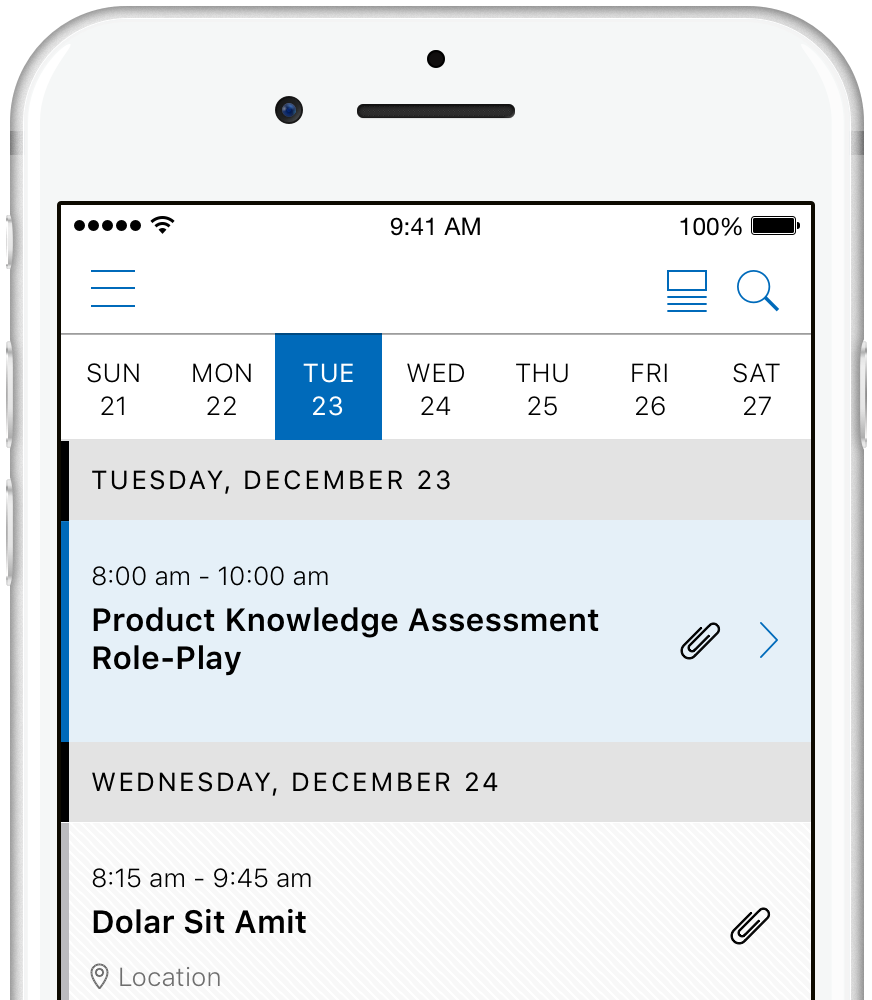 9:41 AM 100%
SUN MON TUE WED THU FRI SAT
21 22 23 24 25 26 27
TUESDAY, DECEMBER 23
8:00 am - 10:00 am
Product Knowledge Assessment
Role-Play
WEDNESDAY, DECEMBER 24
8:15 am - 9:45 am
Dolar Sit Amit
Location